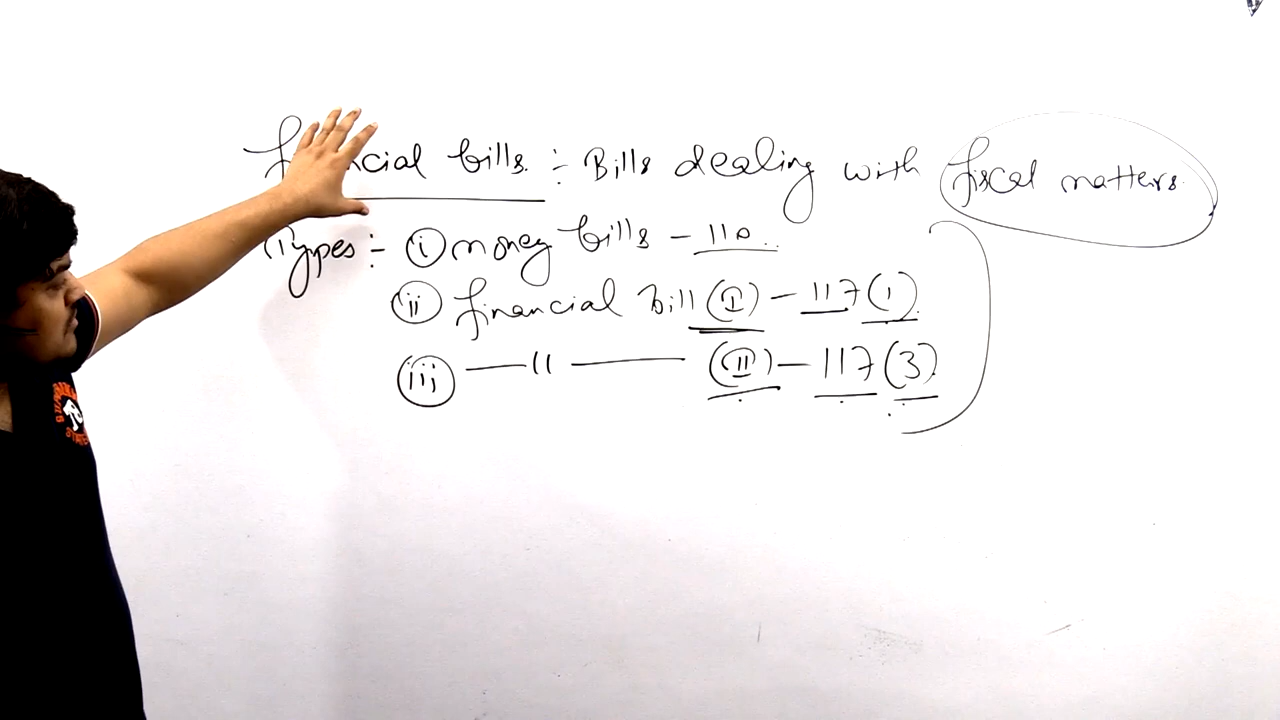 financial bills :- Bills dealing with fiscal matters.
Types :- (i) money bills - 110
(ii) financial bill (I) - 117(1)
(iii) —— 11 —— (II) - 117(3)